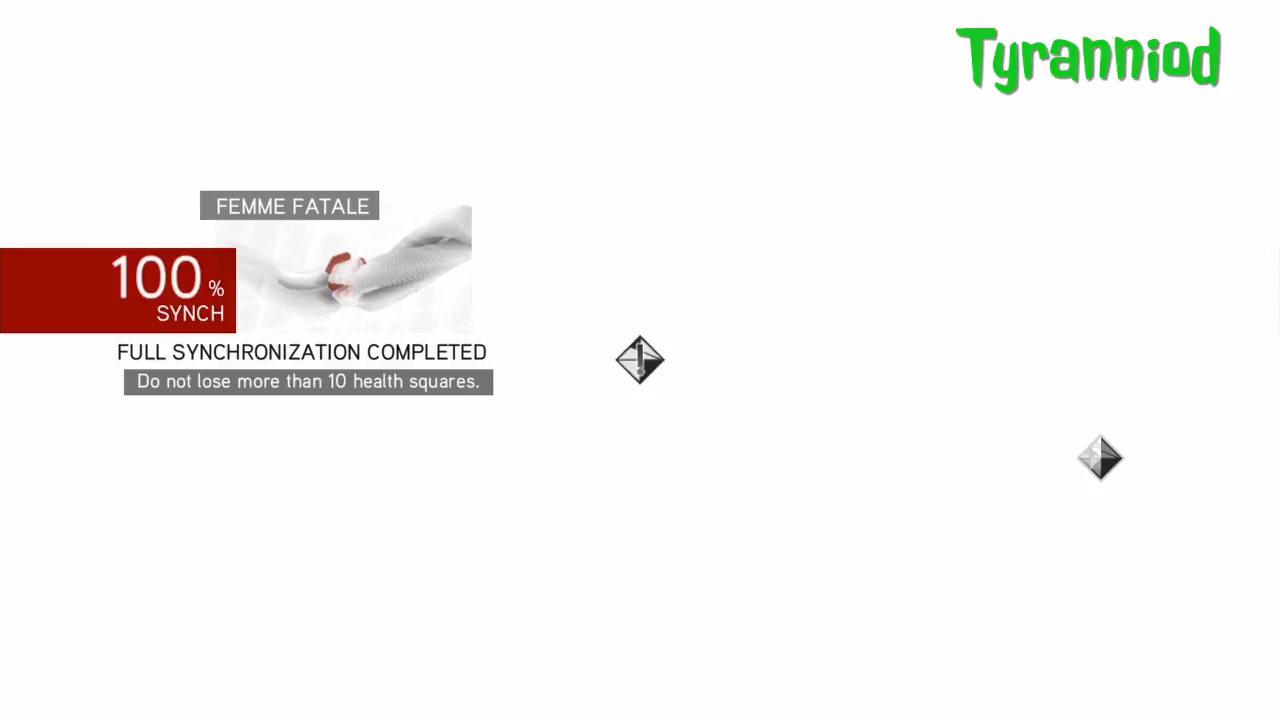 Tyranniod
FEMME FATALE
100 %
SYNCH
FULL SYNCHRONIZATION COMPLETED
Do not lose more than 10 health squares.